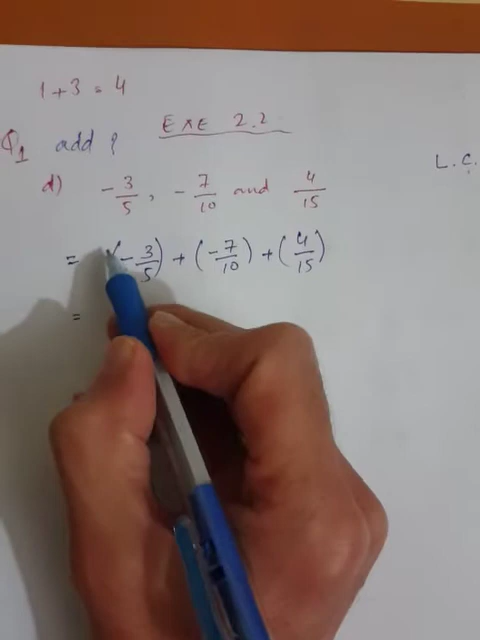 1 + 3 = 4
EXE 2.2
Q1 add ;
L.C.
d) -3/5, -7/10 and 4/15
= (-3/5) + (-7/10) + (4/15)
=